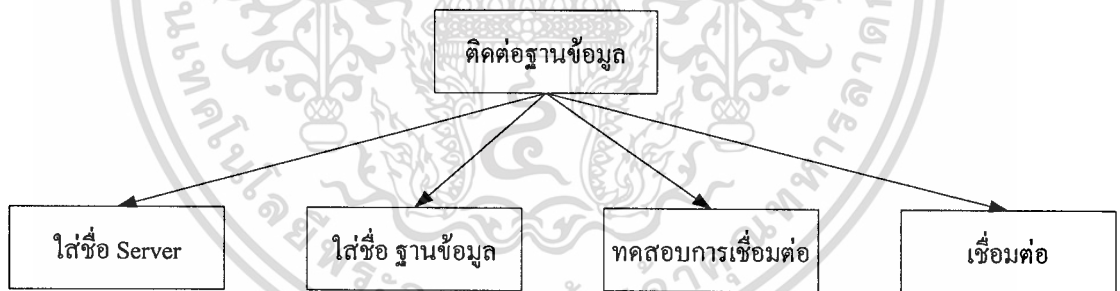 ติดต่อฐานข้อมูล
ใส่ชื่อ Server
ใส่ชื่อ ฐานข้อมูล
ทดสอบการเชื่อมต่อ
เชื่อมต่อ